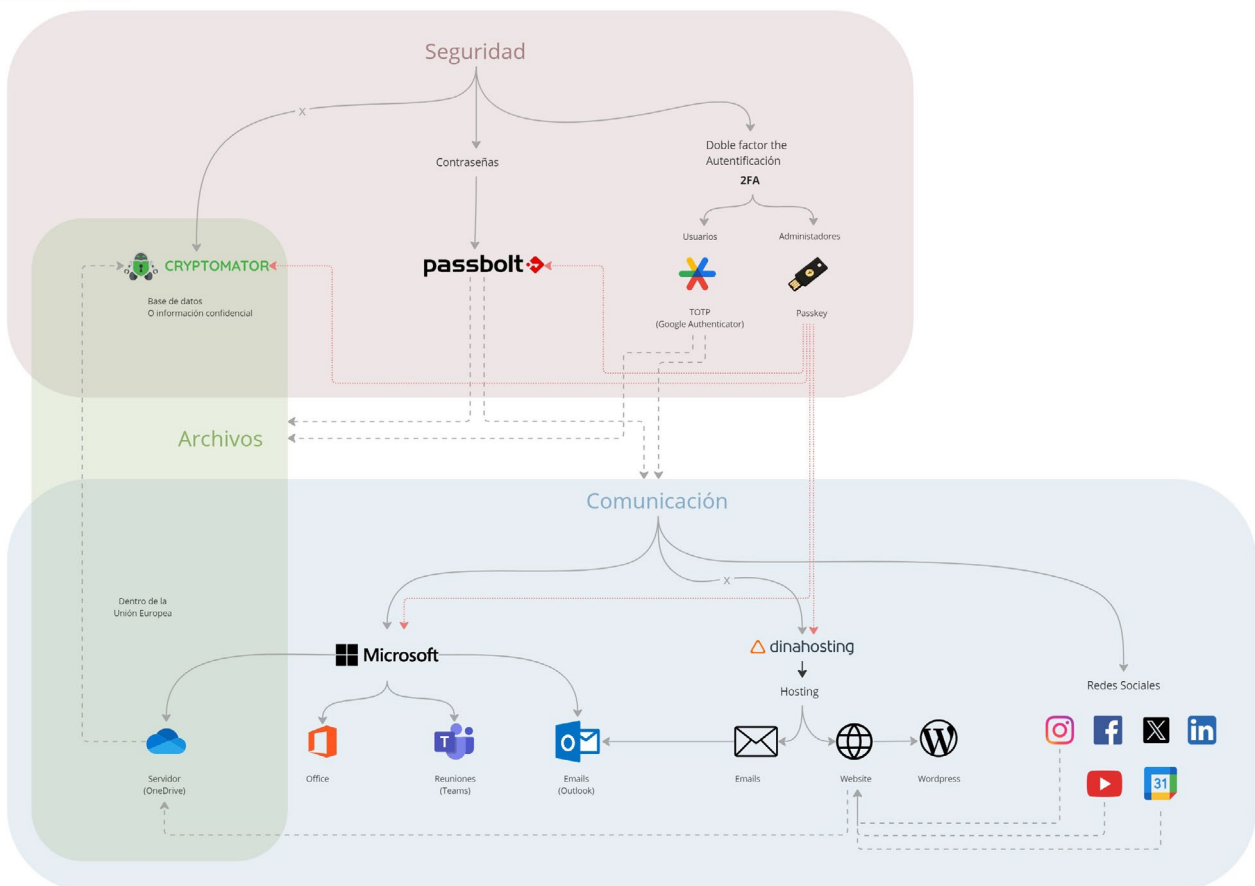 Seguridad
X
Contraseñas
Doble factor the
Autentificación
2FA
Usuarios
Administadores
CRYPTOMATOR
passbolt
Base de datos
O información confidencial
TOTP
(Google Authenticator)
Passkey
Archivos
Comunicación
X
Dentro de la
Unión Europea
Microsoft
dinahosting
Hosting
Redes Sociales
T
o
X
in
31
Servidor
(OneDrive)
Office
Reuniones
(Teams)
Emails
(Outlook)
Emails
Website
Wordpress